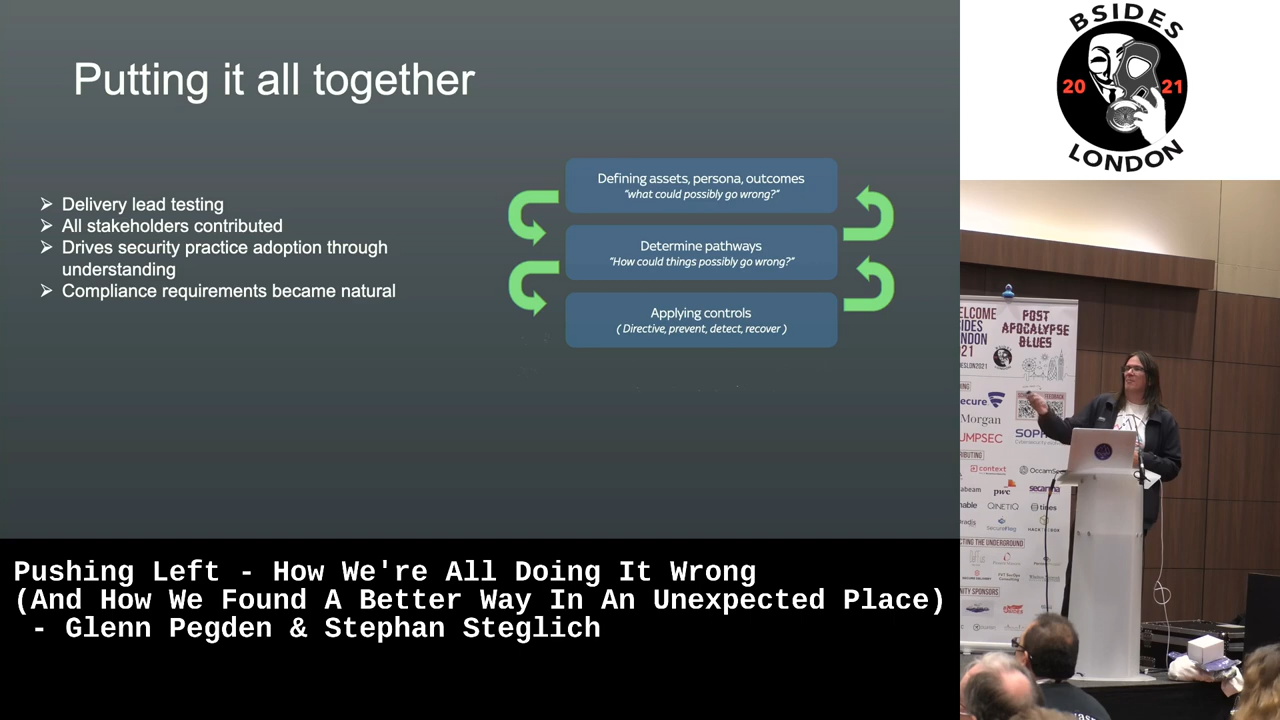 Putting it all together
Delivery lead testing
All stakeholders contributed
Drives security practice adoption through
understanding
Compliance requirements became natural
Defining assets, persona, outcomes
"what could possibly go wrong?"
Determine pathways
"How could things possibly go wrong?"
Applying controls
( Directive, prevent, detect, recover )
BSIDES
20 21
LONDON
POST
APOCALYPSE
BLUES
21
Morgan
context
pwc
QINETIQ
tides
Pushing Left - How We're All Doing It Wrong
(And How We Found A Better Way In An Unexpected Place)
- Glenn Pegden & Stephan Steglich